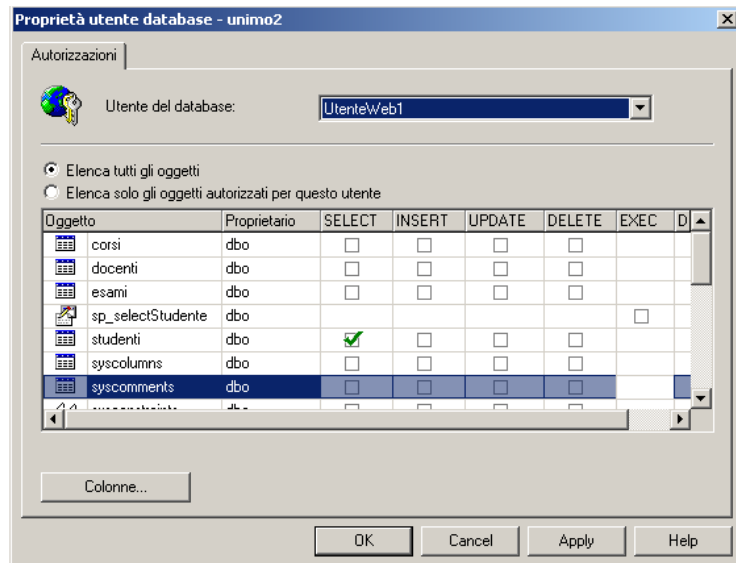 Proprietà utente database - unimo2
Autorizzazioni
Utente del database: UtenteWeb1
Elenca tutti gli oggetti
Elenca solo gli oggetti autorizzati per questo utente
Oggetto Proprietario SELECT INSERT UPDATE DELETE EXEC D
corsi dbo
docenti dbo
esami dbo
sp_selectStudente dbo
studenti dbo
syscolumns dbo
syscomments dbo
Colonne...
OK Cancel Apply Help